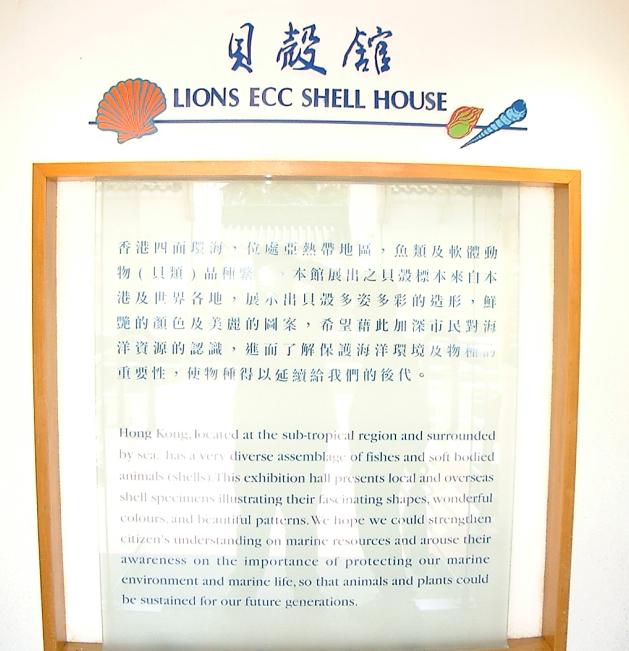 貝殼館
LIONS ECC SHELL HOUSE
香港四面環海，位處亞熱帶地區，魚類及軟體動
物(貝類)品種繁 、本館展出之貝殼標本來自本
港及世界各地，展示出貝殼多姿多彩的造形，鮮
艷的顏色及美麗的圖案，希望藉此加深市民對海
洋資源的認識，進而了解保護海洋環境及物種的
重要性，使物種得以延續給我們的後代。
Hong Kong, located at the sub-tropical region and surrounded
by sea, has a very diverse assemblage of fishes and soft bodied
animals (shells). This exhibition hall presents local and overseas
shell specimens illustrating their fascinating shapes, wonderful
colours, and beautiful patterns. We hope we could strengthen
citizen's understanding on marine resources and arouse their
awareness on the importance of protecting our marine
environment and marine life, so that animals and plants could
be sustained for our future generations.